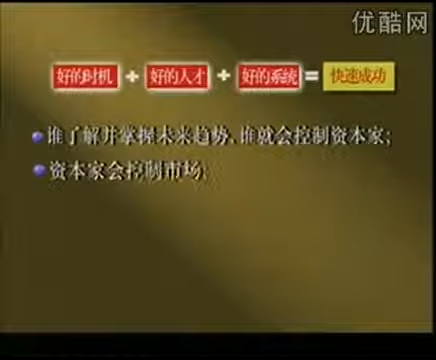 优酷网
好的时机 + 好的人才 + 好的系统 = 快速成功
谁了解并掌握未来趋势,谁就会控制资本家;
资本家会控制市场;